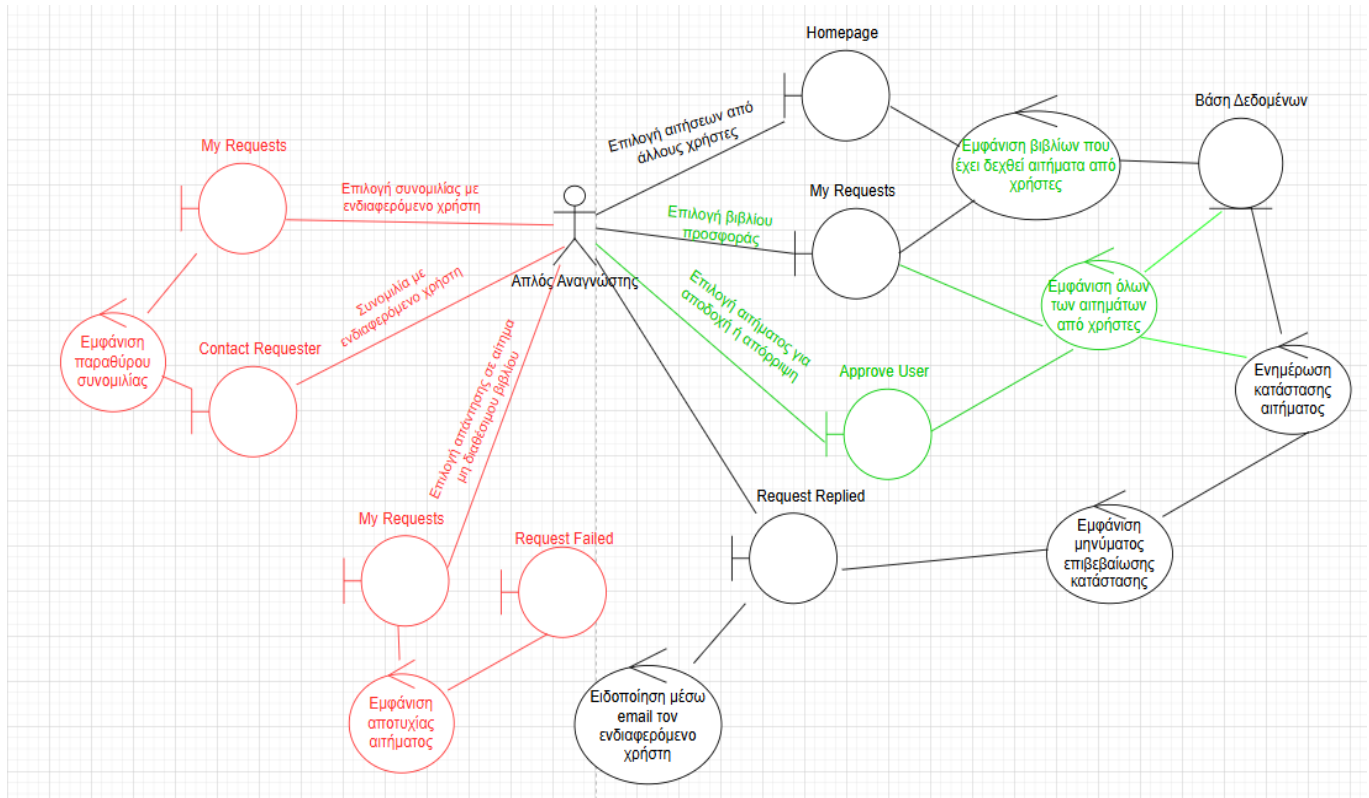 Homepage
Βάση Δεδομένων
Επιλογή αιτήσεων από
άλλους χρήστες
Εμφάνιση βιβλίων που
έχει δεχθεί αιτήματα από
χρήστες
My Requests
Επιλογή συνομιλίας με
ενδιαφερόμενο χρήστη
My Requests
Επιλογή βιβλίου
προσφοράς
Απλός Αναγνώστης
Συνομιλία με
ενδιαφερόμενο χρήστη
Επιλογή αιτήματος για
αποδοχή ή απόρριψη
Εμφάνιση όλων
των αιτημάτων
από χρήστες
Εμφάνιση
παραθύρου
συνομιλίας
Contact Requester
Approve User
Ενημέρωση
κατάστασης
αιτήματος
Επιλογή απάντησης σε αίτημα
μη διαθέσιμου βιβλίου
My Requests
Request Failed
Request Replied
Εμφάνιση
μηνύματος
επιβεβαίωσης
κατάστασης
Εμφάνιση
αποτυχίας
αιτήματος
Ειδοποίηση μέσω
email τον
ενδιαφερόμενο
χρήστη